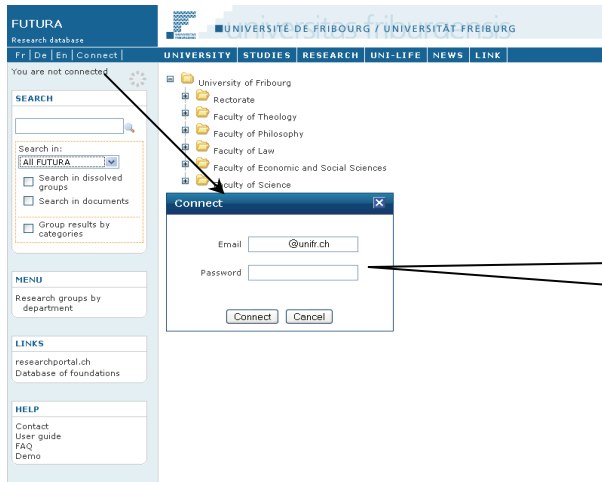 FUTURA
Research database
universitas friburgensis
UNIVERSITÉ DE FRIBOURG / UNIVERSITÄT FREIBURG
Fr | De | En | Connect |
UNIVERSITY | STUDIES | RESEARCH | UNI-LIFE | NEWS | LINK
You are not connected
SEARCH
Search in:
All FUTURA
Search in dissolved
groups
Search in documents
Group results by
categories
MENU
Research groups by
department
LINKS
researchportal.ch
Database of foundations
HELP
Contact
User guide
FAQ
Demo
University of Fribourg
Rectorate
Faculty of Theology
Faculty of Philosophy
Faculty of Law
Faculty of Economic and Social Sciences
Faculty of Science
Connect
Email @unifr.ch
Password
Connect Cancel